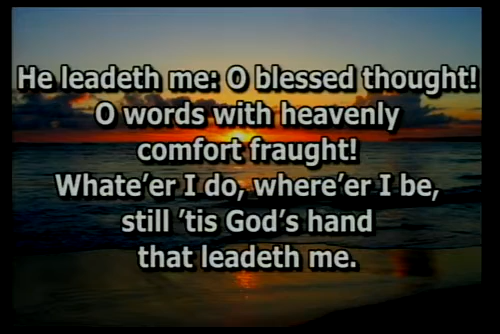 He leadeth me: O blessed thought!
O words with heavenly
comfort fraught!
Whate'er I do, where'er I be,
still 'tis God's hand
that leadeth me.